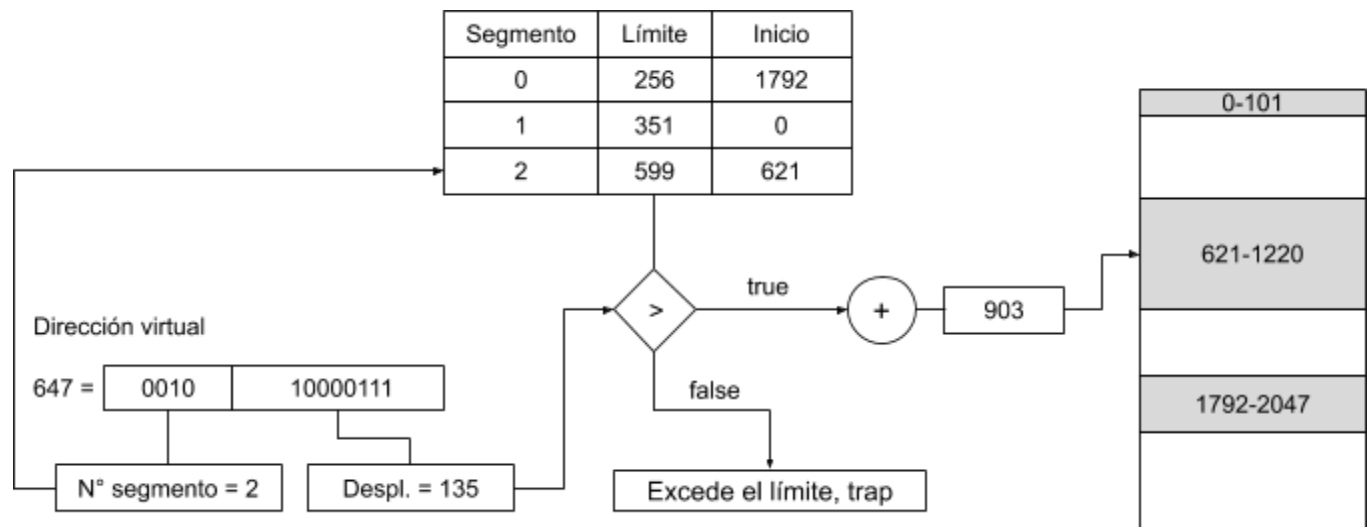 Segmento Límite Inicio
0 256 1792
1 351 0
2 599 621
0-101
621-1220
1792-2047
>
true
+
903
false
Excede el límite, trap
Dirección virtual
647 = 0010 10000111
N° segmento = 2
Despl. = 135